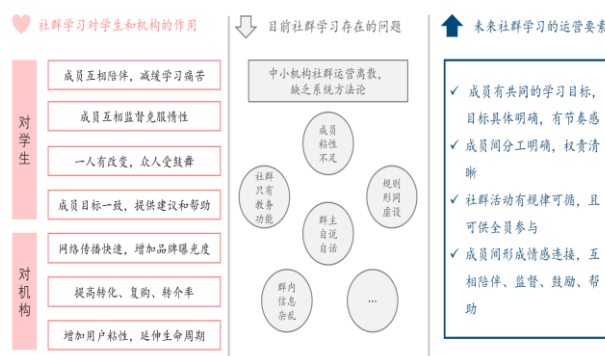 社群学习对学生和机构的作用
对
学
生
成员互相陪伴，减缓学习痛苦
成员互相监督克服惰性
一人有改变，众人受鼓舞
成员目标一致，提供建议和帮助
对
机
构
网络传播快速，增加品牌曝光度
提高转化、复购、转介率
增加用户粘性，延伸生命周期
目前社群学习存在的问题
中小机构社群运营离散，
缺乏系统方法论
成员
粘性
不足
社群
只有
教务
功能
规则
形同
虚设
群主
自说
自话
群内
信息
杂乱
...
未来社群学习的运营要素
✓ 成员有共同的学习目标，
目标具体明确，有节奏感
✓ 成员间分工明确，权责清
晰
✓ 社群活动有规律可循，且
可供全员参与
✓ 成员间形成情感连接，互
相陪伴、监督、鼓励、帮
助